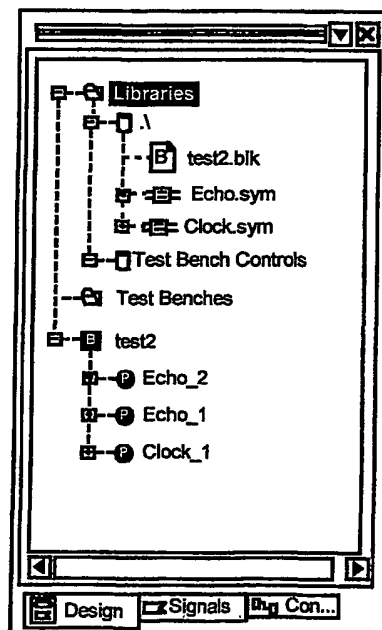 Libraries
.\
B test2.blk
Echo.sym
Clock.sym
Test Bench Controls
Test Benches
B test2
P Echo_2
P Echo_1
P Clock_1
Design Signals Con...